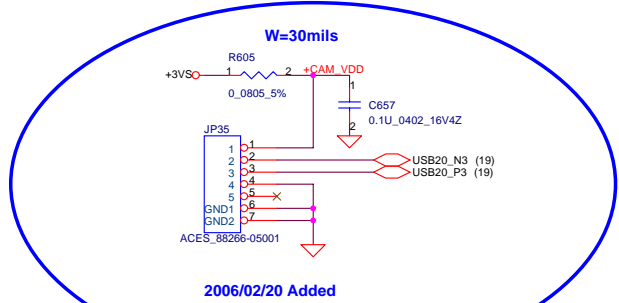 W=30mils
R605
+3VS 1 2 +CAM_VDD
0_0805_5%
1
C657
0.1U_0402_16V4Z
2
JP35
1 1
2 2 USB20_N3 (19)
3 3 USB20_P3 (19)
4 4
5 5
GND1 6
GND2 7
ACES_88266-05001
2006/02/20 Added